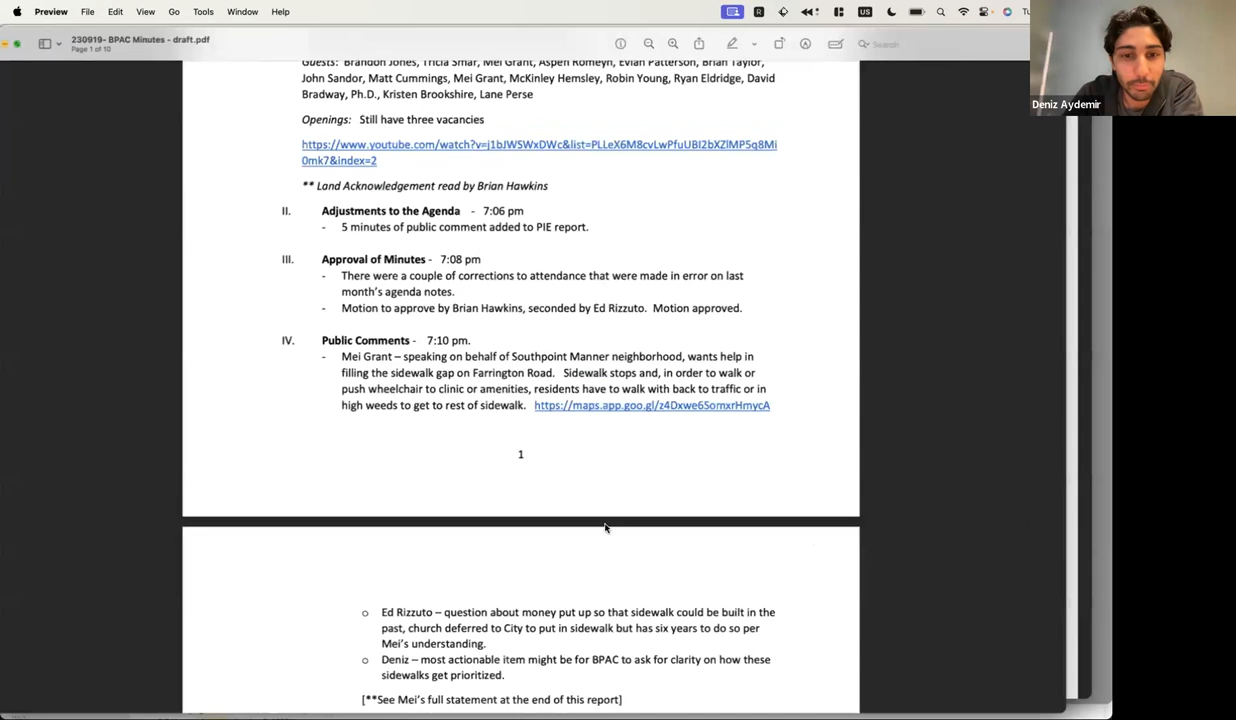 Preview File Edit View Go Tools Window Help
R US Tu
230919- BPAC Minutes - draft.pdf
Page 1 of 10
Search
Guests: Brandon Jones, Tricia Smar, Mei Grant, Aspen Romeyn, Evian Patterson, Brian Taylor,
John Sandor, Matt Cummings, Mei Grant, McKinley Hemsley, Robin Young, Ryan Eldridge, David
Bradway, Ph.D., Kristen Brookshire, Lane Perse
Openings: Still have three vacancies
https://www.youtube.com/watch?v=j1bJWSWxDWc&list=PLLeX6M8cvLwPfuUBI2bXZlMP5q8Mi
0mk7&index=2
** Land Acknowledgement read by Brian Hawkins
II. Adjustments to the Agenda - 7:06 pm
- 5 minutes of public comment added to PIE report.
III. Approval of Minutes - 7:08 pm
- There were a couple of corrections to attendance that were made in error on last
month's agenda notes.
- Motion to approve by Brian Hawkins, seconded by Ed Rizzuto. Motion approved.
IV. Public Comments - 7:10 pm.
- Mei Grant – speaking on behalf of Southpoint Manner neighborhood, wants help in
filling the sidewalk gap on Farrington Road. Sidewalk stops and, in order to walk or
push wheelchair to clinic or amenities, residents have to walk with back to traffic or in
high weeds to get to rest of sidewalk. https://maps.app.goo.gl/z4Dxwe6SomxrHmycA
1
o Ed Rizzuto – question about money put up so that sidewalk could be built in the
past, church deferred to City to put in sidewalk but has six years to do so per
Mei's understanding.
o Deniz – most actionable item might be for BPAC to ask for clarity on how these
sidewalks get prioritized.
[**See Mei's full statement at the end of this report]
Deniz Aydemir